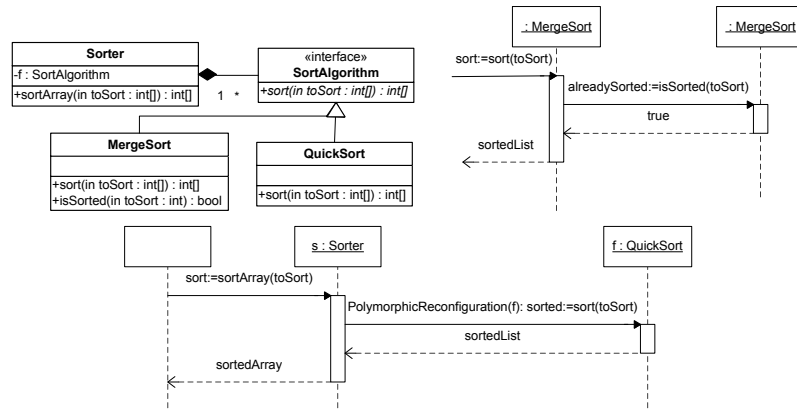 Sorter
-f : SortAlgorithm
+sortArray(in toSort : int[]) : int[]
1 *
«interface»
SortAlgorithm
+sort(in toSort : int[]) : int[]
MergeSort
+sort(in toSort : int[]) : int[]
+isSorted(in toSort : int) : bool
QuickSort
+sort(in toSort : int[]) : int[]
: MergeSort
: MergeSort
sort:=sort(toSort)
alreadySorted:=isSorted(toSort)
true
sortedList
s : Sorter
f : QuickSort
sort:=sortArray(toSort)
PolymorphicReconfiguration(f): sorted:=sort(toSort)
sortedList
sortedArray